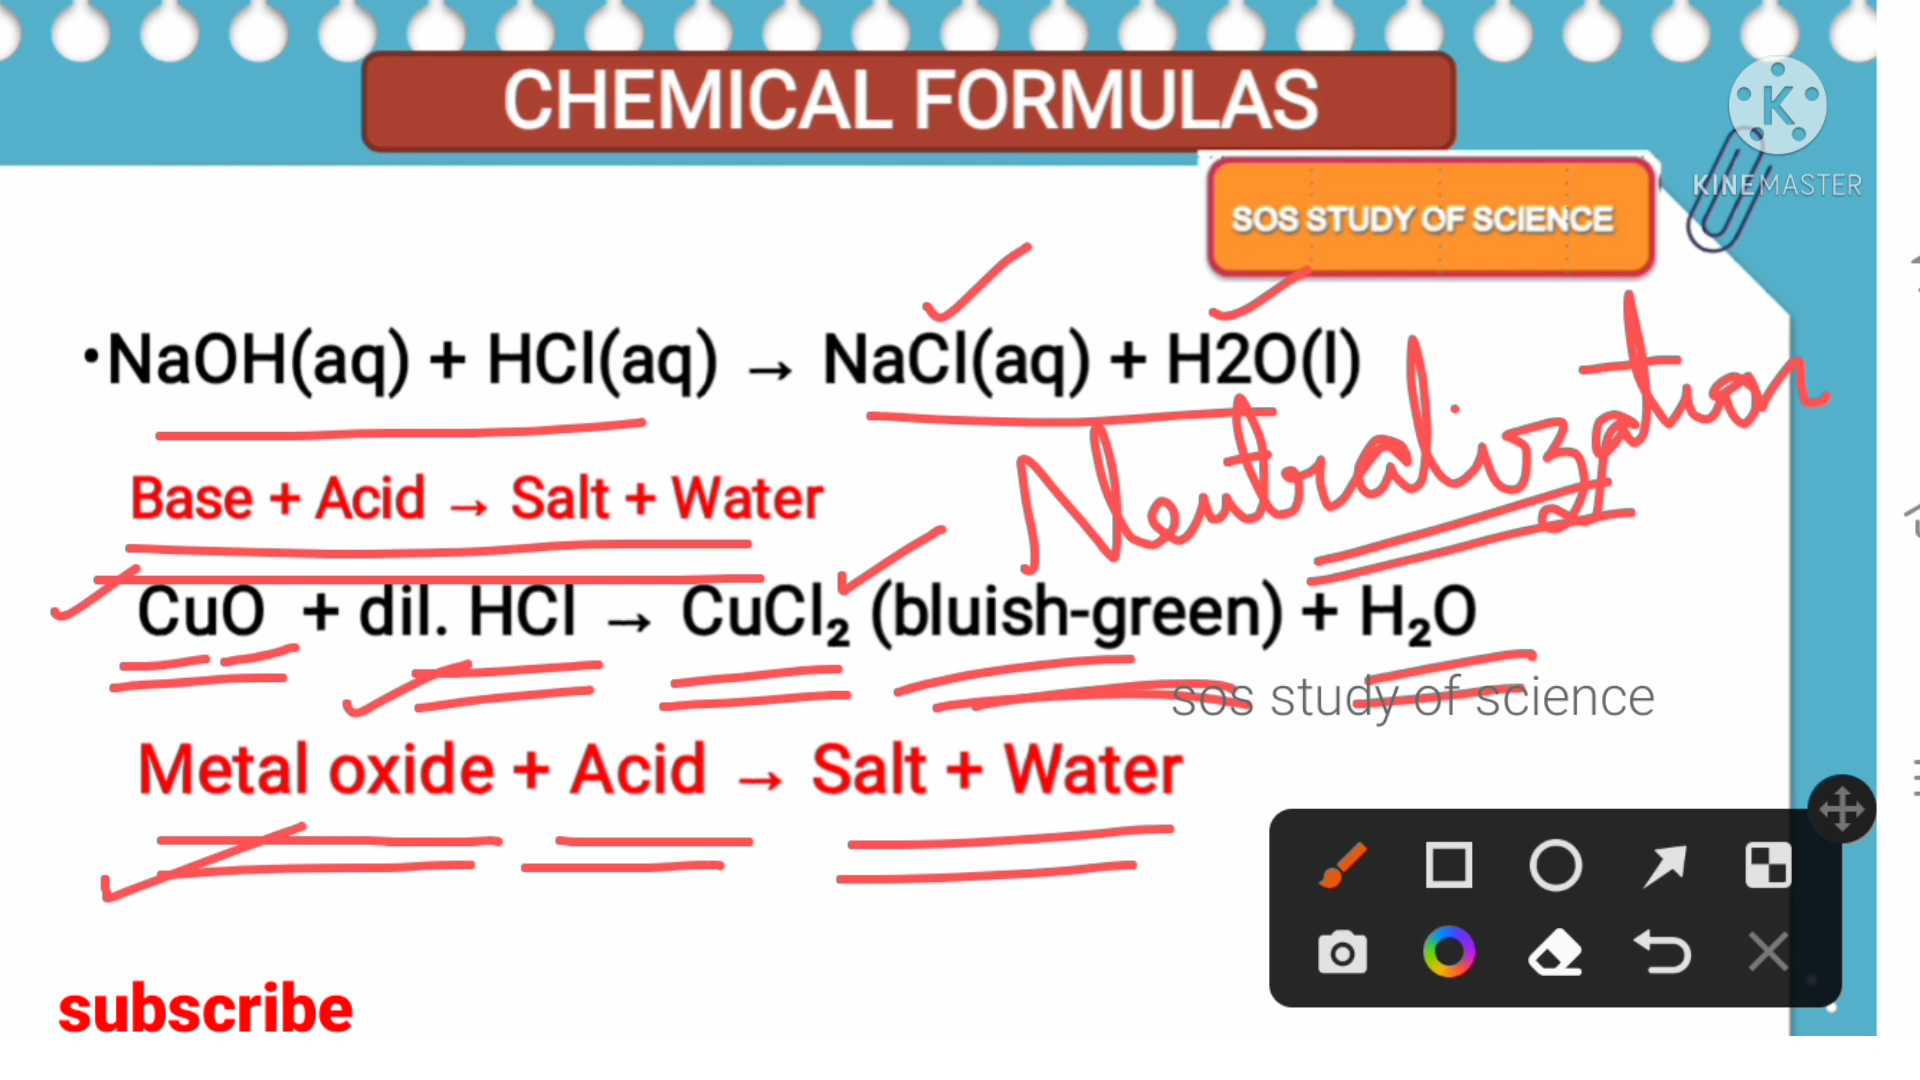 CHEMICAL FORMULAS
K
KINEMASTER
SOS STUDY OF SCIENCE
•NaOH(aq) + HCl(aq) → NaCl(aq) + H2O(l)
Neutralization
Base + Acid → Salt + Water
CuO + dil. HCl → CuCl₂ (bluish-green) + H₂O
sos study of science
Metal oxide + Acid → Salt + Water
subscribe